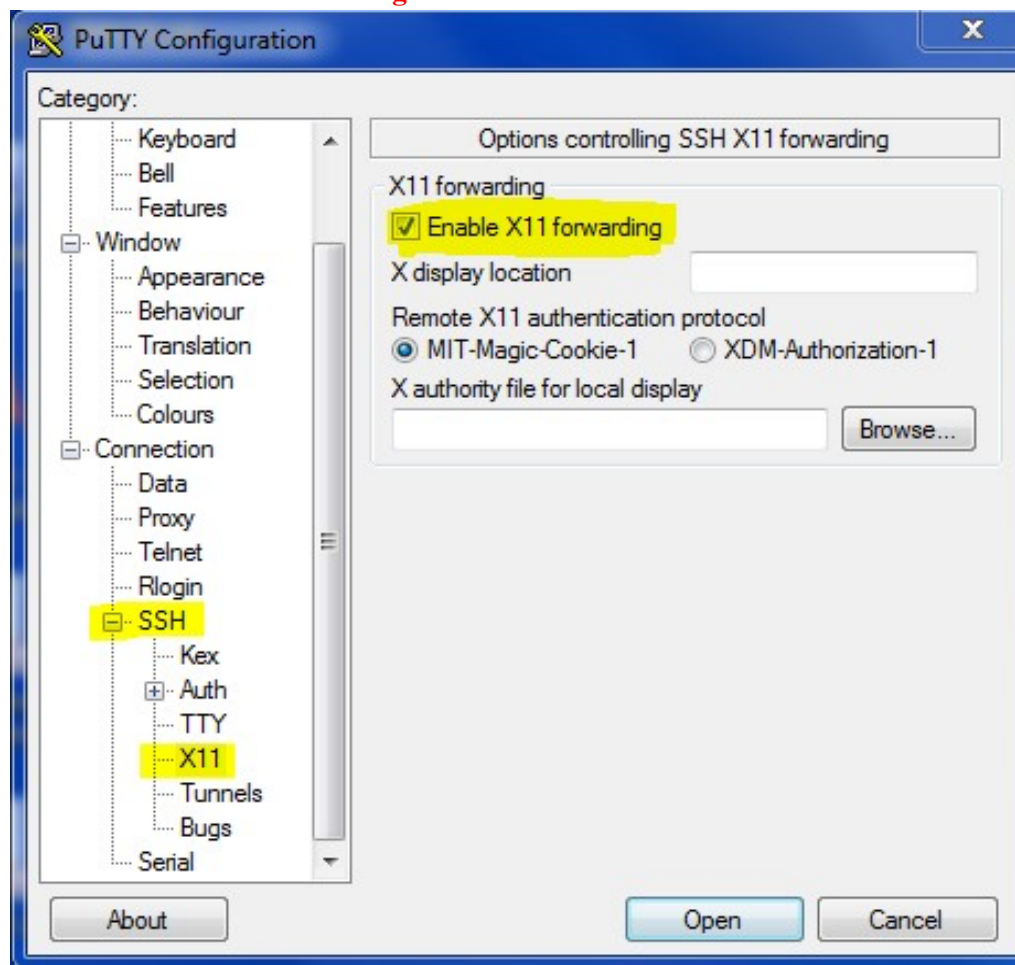 PuTTY Configuration
Category:
Keyboard
Bell
Features
Window
Appearance
Behaviour
Translation
Selection
Colours
Connection
Data
Proxy
Telnet
Rlogin
SSH
Kex
Auth
TTY
X11
Tunnels
Bugs
Serial
Options controlling SSH X11 forwarding
X11 forwarding
Enable X11 forwarding
X display location
Remote X11 authentication protocol
MIT-Magic-Cookie-1 XDM-Authorization-1
X authority file for local display
Browse...
About Open Cancel